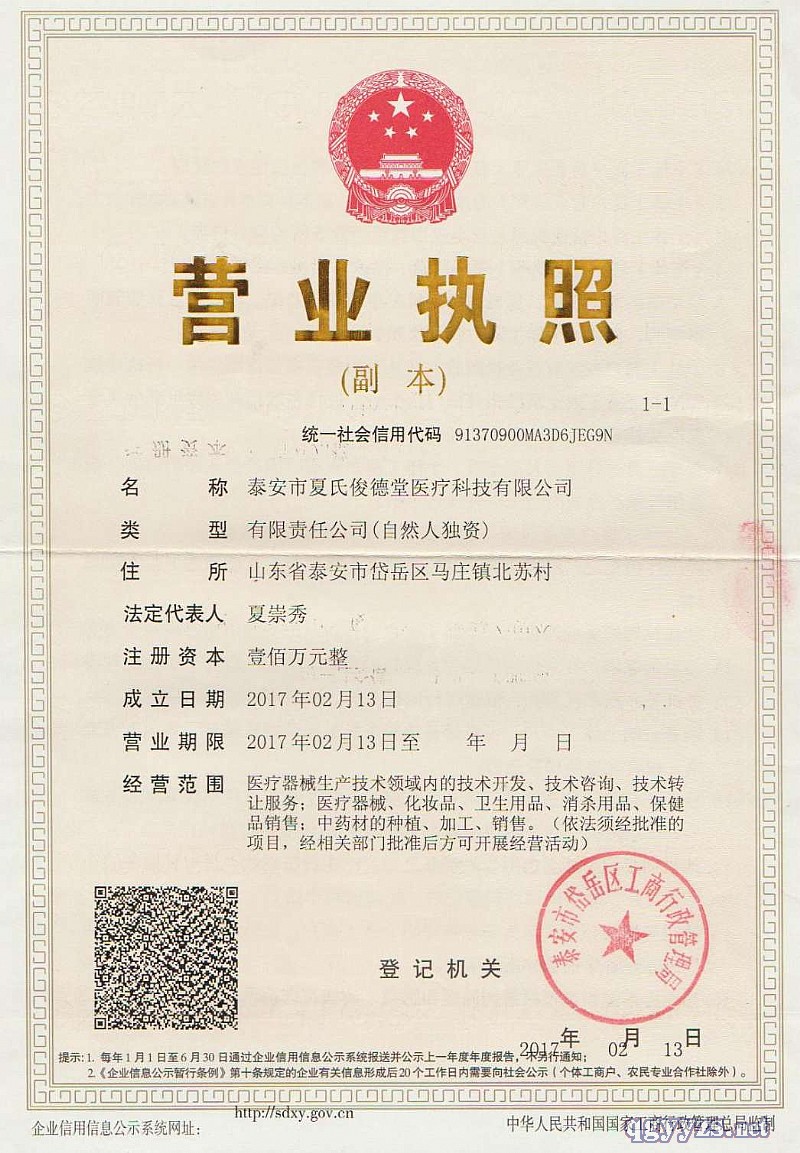 营业执照
(副 本)
1-1
统一社会信用代码 91370900MA3D6JEG9N
名 称 泰安市夏氏俊德堂医疗科技有限公司
类 型 有限责任公司(自然人独资)
住 所 山东省泰安市岱岳区马庄镇北苏村
法定代表人 夏崇秀
注册资本 壹佰万元整
成立日期 2017年02月13日
营业期限 2017年02月13日至 年 月 日
经营范围 医疗器械生产技术领域内的技术开发、技术咨询、技术转
让服务；医疗器械、化妆品、卫生用品、消杀用品、保健
品销售；中药材的种植、加工、销售。（依法须经批准的
项目，经相关部门批准后方可开展经营活动）
泰安市岱岳区工商行政管理局
登记机关
2017年 02月 13日
提示：1. 每年1月1日至6月30日通过企业信用信息公示系统报送并公示上一年度年度报告，不另行通知；
2.《企业信息公示暂行条例》第十条规定的企业有关信息形成后20个工作日内需要向社会公示（个体工商户、农民专业合作社除外）。
http://sdxy.gov.cn
企业信用信息公示系统网址：
中华人民共和国国家工商行政管理总局监制
qgyyzs.net